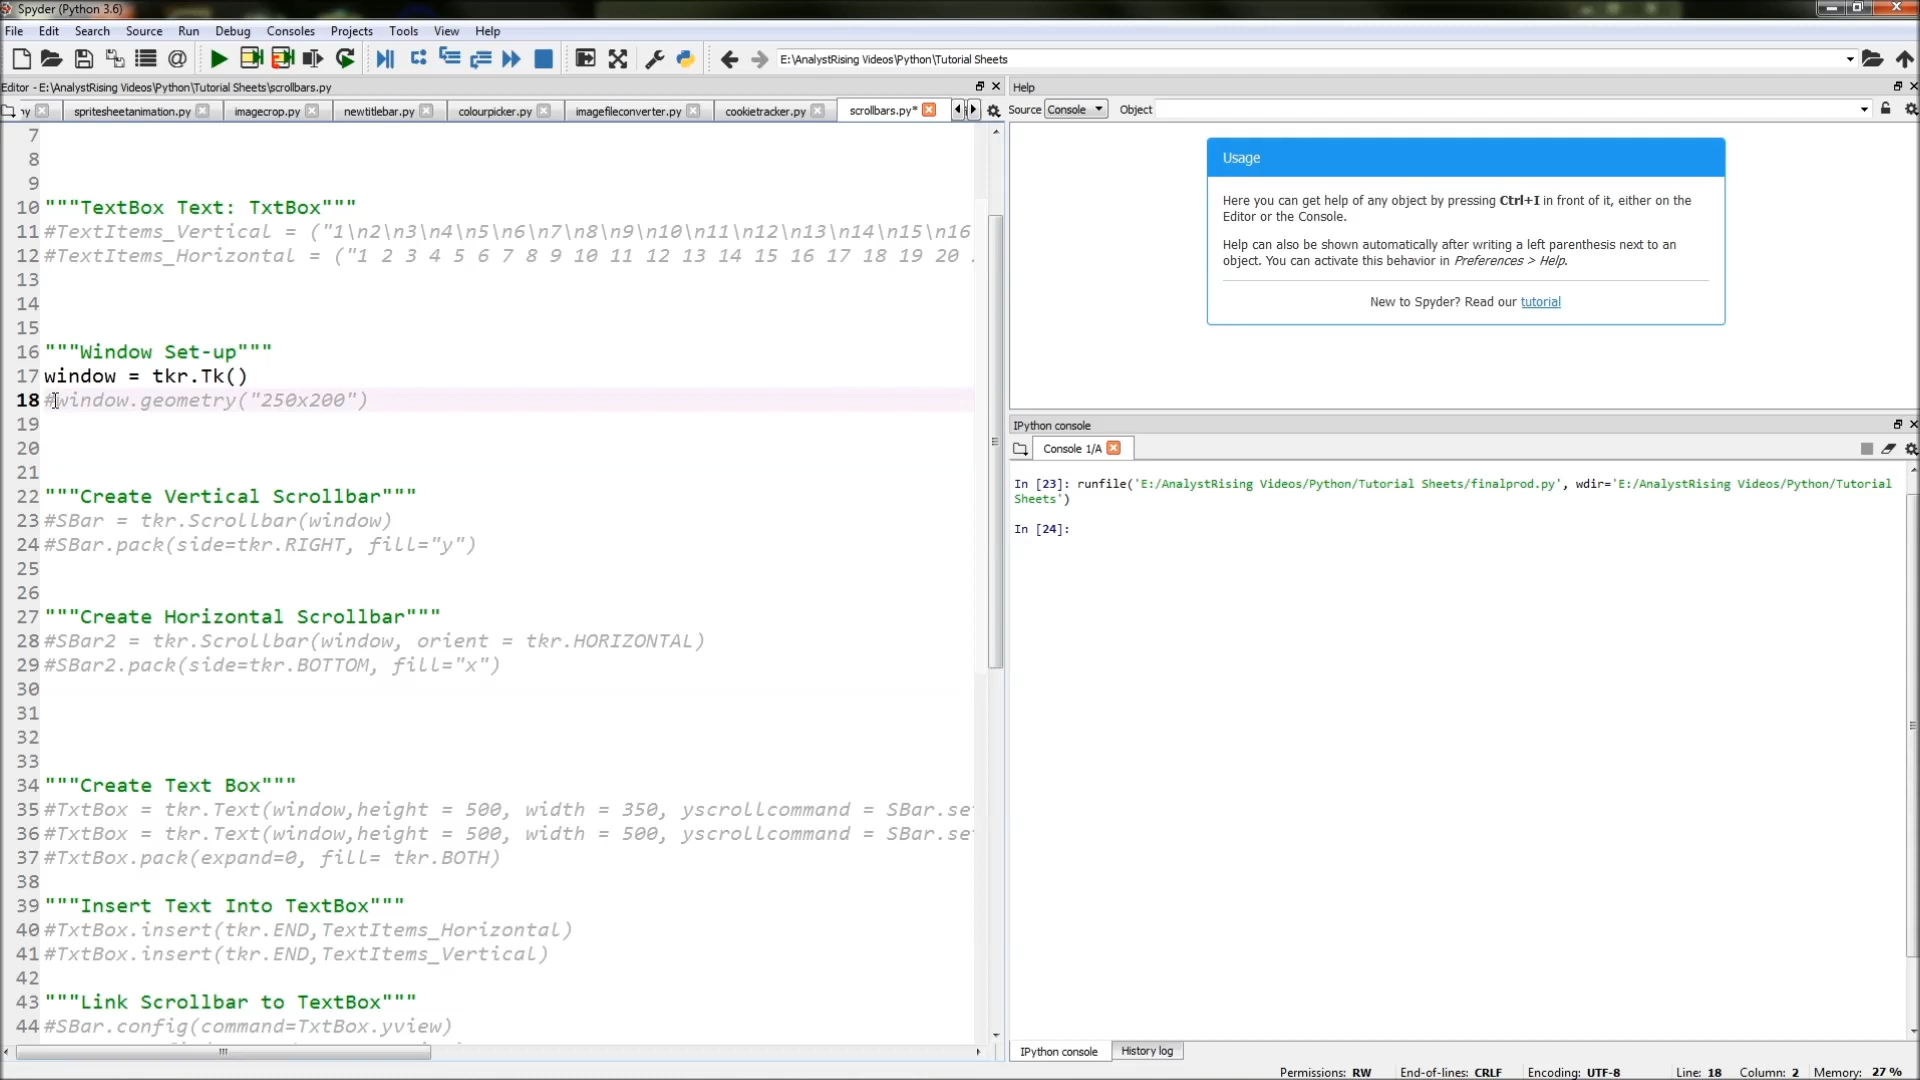 Spyder (Python 3.6)
File Edit Search Source Run Debug Consoles Projects Tools View Help
E:\AnalystRising Videos\Python\Tutorial Sheets
Editor - E:\AnalystRising Videos\Python\Tutorial Sheets\scrollbars.py
Help
py spritesheetanimation.py imagecrop.py newtitlebar.py colourpicker.py imagefileconverter.py cookietracker.py scrollbars.py*
Source Console Object
Usage
Here you can get help of any object by pressing Ctrl+I in front of it, either on the
Editor or the Console.
Help can also be shown automatically after writing a left parenthesis next to an
object. You can activate this behavior in Preferences > Help.
New to Spyder? Read our tutorial
7
8
9
10 """TextBox Text: TxtBox"""
11 #TextItems_Vertical = ("1\n2\n3\n4\n5\n6\n7\n8\n9\n10\n11\n12\n13\n14\n15\n16
12 #TextItems_Horizontal = ("1 2 3 4 5 6 7 8 9 10 11 12 13 14 15 16 17 18 19 20
13
14
15
16 """Window Set-up"""
17 window = tkr.Tk()
18 #window.geometry("250x200")
19
20
21
22 """Create Vertical Scrollbar"""
23 #SBar = tkr.Scrollbar(window)
24 #SBar.pack(side=tkr.RIGHT, fill="y")
25
26
27 """Create Horizontal Scrollbar"""
28 #SBar2 = tkr.Scrollbar(window, orient = tkr.HORIZONTAL)
29 #SBar2.pack(side=tkr.BOTTOM, fill="x")
30
31
32
33
34 """Create Text Box"""
35 #TxtBox = tkr.Text(window,height = 500, width = 350, yscrollcommand = SBar.se
36 #TxtBox = tkr.Text(window,height = 500, width = 500, yscrollcommand = SBar.se
37 #TxtBox.pack(expand=0, fill= tkr.BOTH)
38
39 """Insert Text Into TextBox"""
40 #TxtBox.insert(tkr.END,TextItems_Horizontal)
41 #TxtBox.insert(tkr.END,TextItems_Vertical)
42
43 """Link Scrollbar to TextBox"""
44 #SBar.config(command=TxtBox.yview)
IPython console
Console 1/A
In [23]: runfile('E:/AnalystRising Videos/Python/Tutorial Sheets/finalprod.py', wdir='E:/AnalystRising Videos/Python/Tutorial
Sheets')
In [24]:
IPython console History log
Permissions: RW End-of-lines: CRLF Encoding: UTF-8 Line: 18 Column: 2 Memory: 27 %